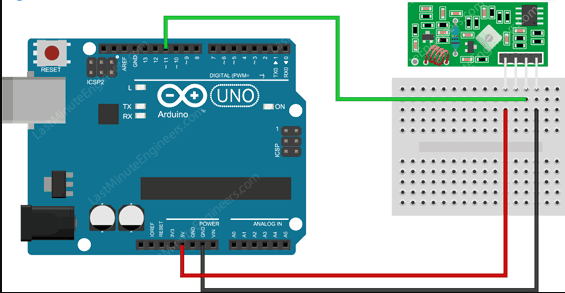 RESET
ICSP2
AREF
GND
13
12
~11
~10
~9
8
7
~6
~5
4
~3
2
TX0 1
RX0 0
DIGITAL (PWM~
L
TX
RX
Arduino
UNO
ON
1
ICSP
LastMinuteEngineers.com
LastMinuteEngineers.com
POWER
ANALOG IN
IOREF
RESET
3V3
5V
GND
GND
VIN
A0
A1
A2
A3
A4
A5